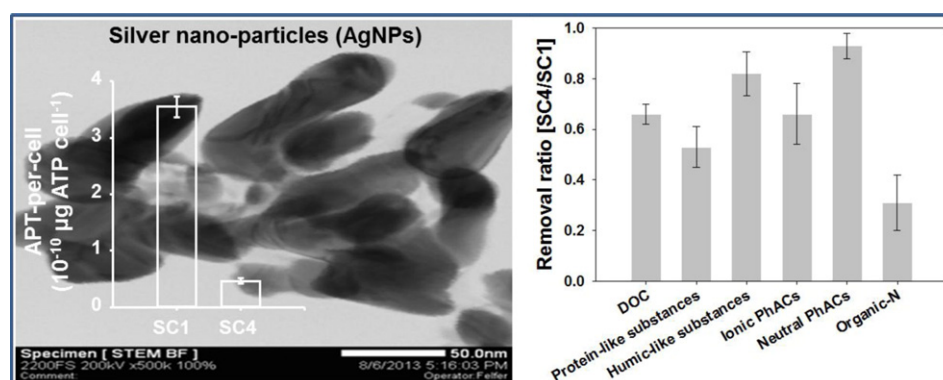 Silver nano-particles (AgNPs)
APT-per-cell
(10⁻¹⁰ µg ATP cell⁻¹)
4
3
2
1
0
SC1 SC4
Specimen [ STEM BF ] 50.0nm
2200FS 200kV x500k 100% 8/6/2013 5:16:03 PM
Comment: Operator:Felfer
Removal ratio [SC4/SC1]
1.0
0.8
0.6
0.4
0.2
0.0
DOC
Protein-like substances
Humic-like substances
Ionic PhACs
Neutral PhACs
Organic-N